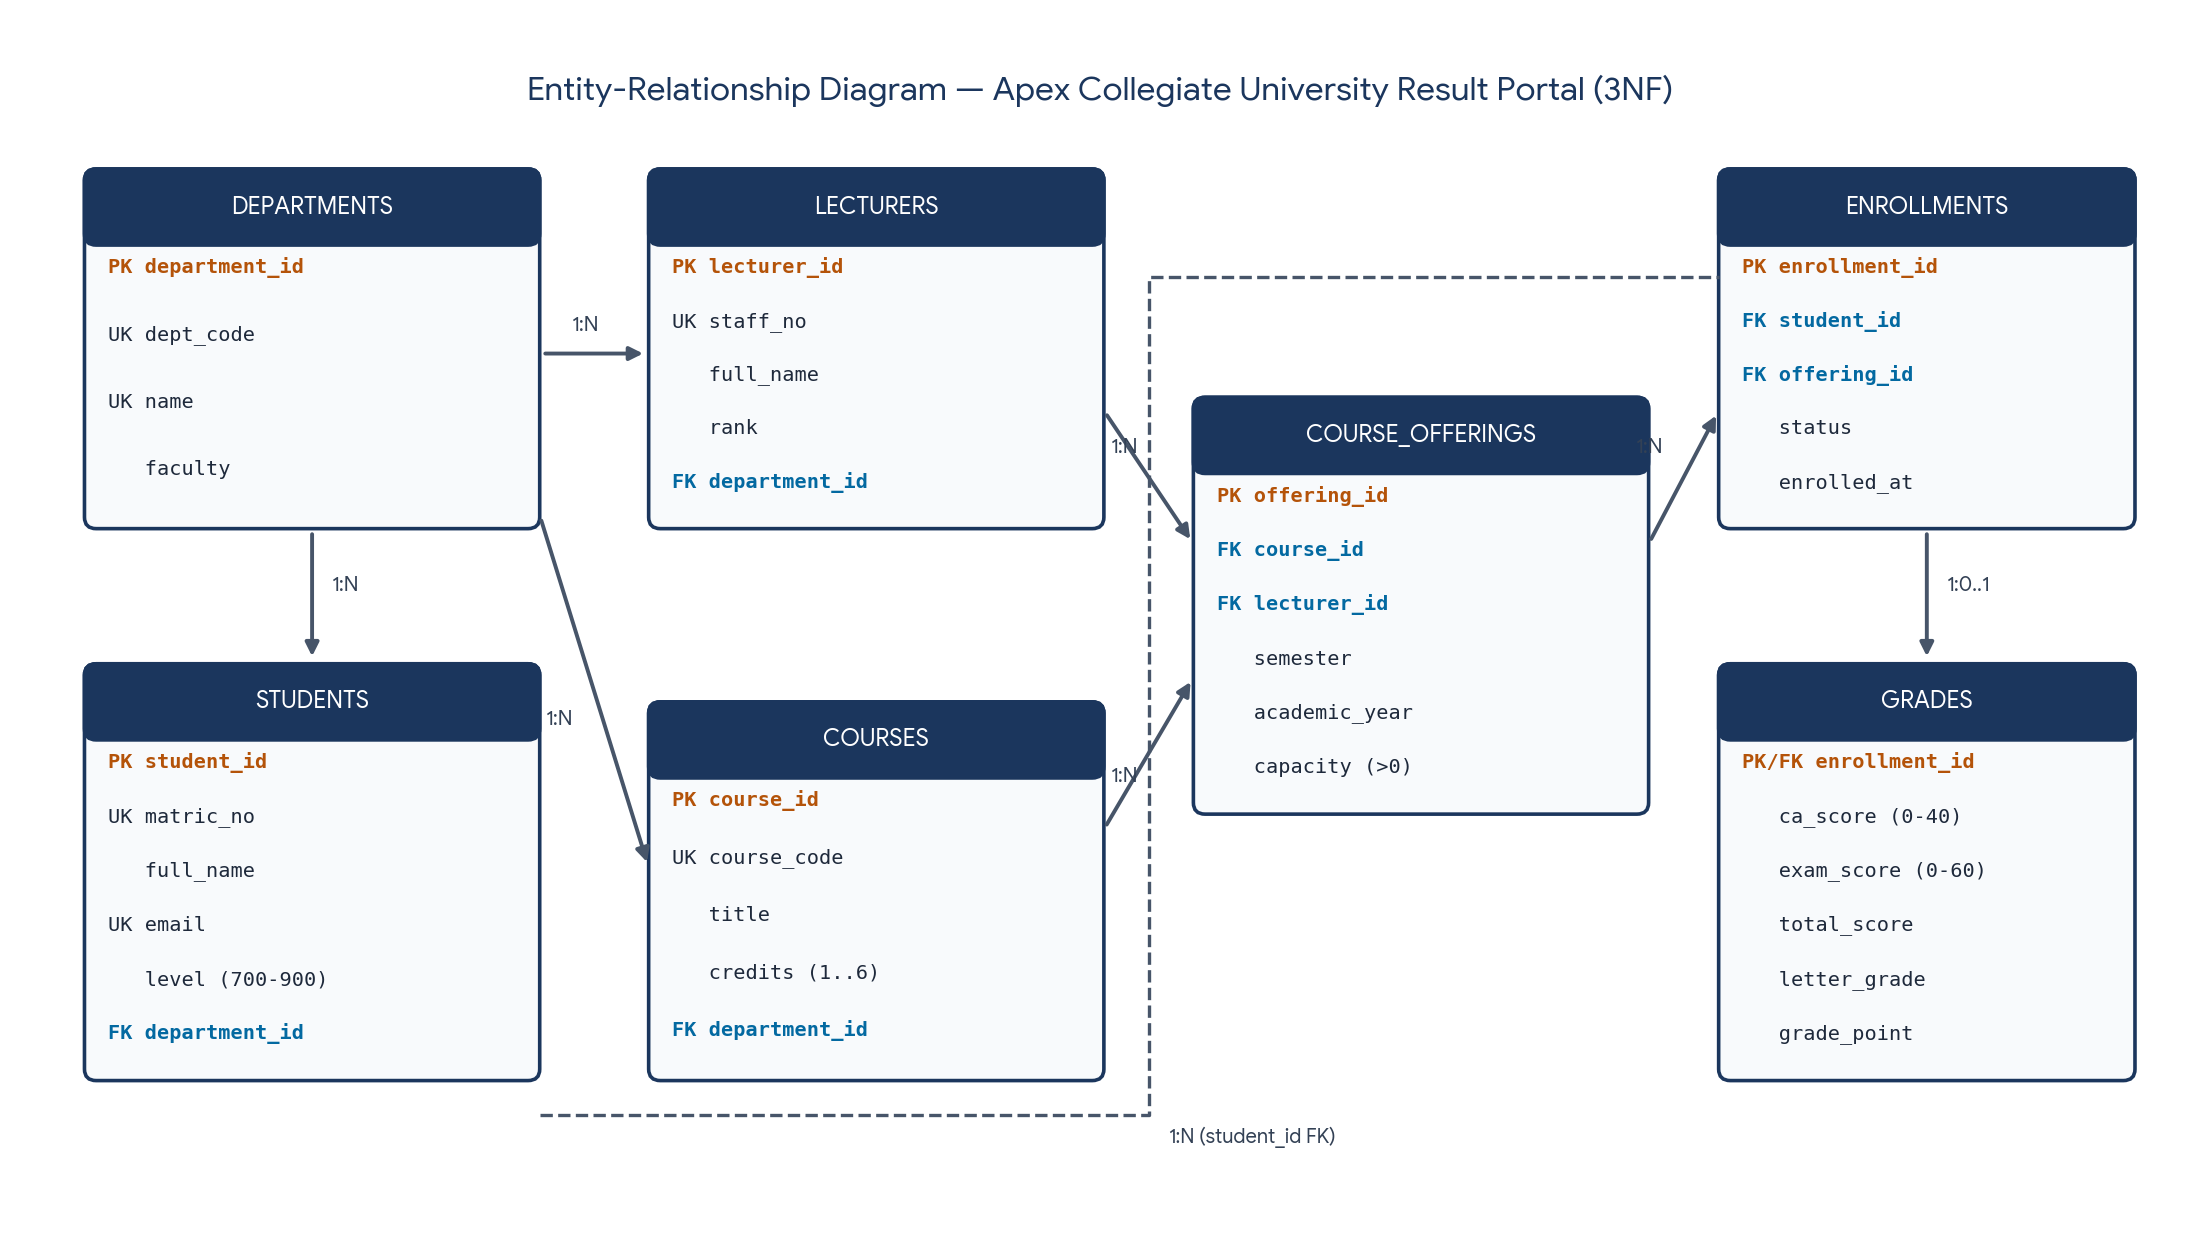 Entity-Relationship Diagram — Apex Collegiate University Result Portal (3NF)
DEPARTMENTS
PK department_id
UK dept_code
UK name
faculty
1:N
LECTURERS
PK lecturer_id
UK staff_no
full_name
rank
FK department_id
1:N
COURSE_OFFERINGS
PK offering_id
FK course_id
FK lecturer_id
semester
academic_year
capacity (>0)
1:N
ENROLLMENTS
PK enrollment_id
FK student_id
FK offering_id
status
enrolled_at
1:N
1:0..1
STUDENTS
PK student_id
UK matric_no
full_name
UK email
level (700-900)
FK department_id
1:N
COURSES
PK course_id
UK course_code
title
credits (1..6)
FK department_id
1:N
GRADES
PK/FK enrollment_id
ca_score (0-40)
exam_score (0-60)
total_score
letter_grade
grade_point
1:N (student_id FK)